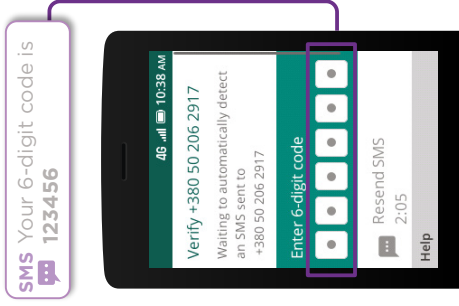 SMS Your 6-digit code is
123456
4G 10:38 AM
Verify +380 50 206 2917
Waiting to automatically detect
an SMS sent to
+380 50 206 2917
Enter 6-digit code
Resend SMS
2:05
Help